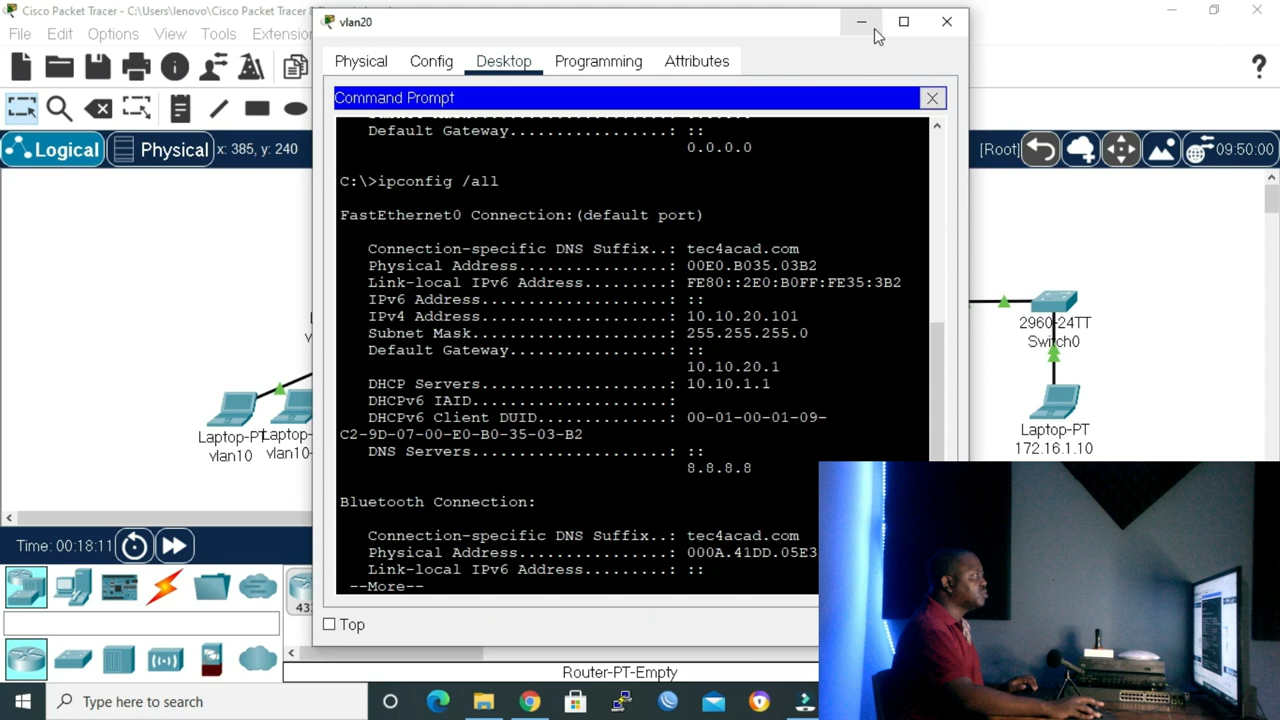 Cisco Packet Tracer - C:\Users\lenovo\Cisco Packet Tracer
vlan20
File Edit Options View Tools Extension
Physical Config Desktop Programming Attributes
Command Prompt
Default Gateway..................: ::
0.0.0.0
Logical Physical x: 385, y: 240
[Root] 09:50:00
C:\>ipconfig /all
FastEthernet0 Connection:(default port)
Connection-specific DNS Suffix..: tec4acad.com
Physical Address................: 00E0.B035.03B2
Link-local IPv6 Address.........: FE80::2E0:B0FF:FE35:3B2
IPv6 Address....................: ::
IPv4 Address....................: 10.10.20.101
Subnet Mask.....................: 255.255.255.0
Default Gateway.................: ::
10.10.20.1
DHCP Servers....................: 10.10.1.1
DHCPv6 IAID.....................:
DHCPv6 Client DUID..............: 00-01-00-01-09-
C2-9D-07-00-E0-B0-35-03-B2
DNS Servers.....................: ::
8.8.8.8
Bluetooth Connection:
Connection-specific DNS Suffix..: tec4acad.com
Physical Address................: 000A.41DD.05E3
Link-local IPv6 Address.........: ::
--More--
Top
2960-24TT
Switch0
Laptop-PT
172.16.1.10
Laptop-PT Laptop-
vlan10 vlan10-
Time: 00:18:11
43
Router-PT-Empty
Type here to search